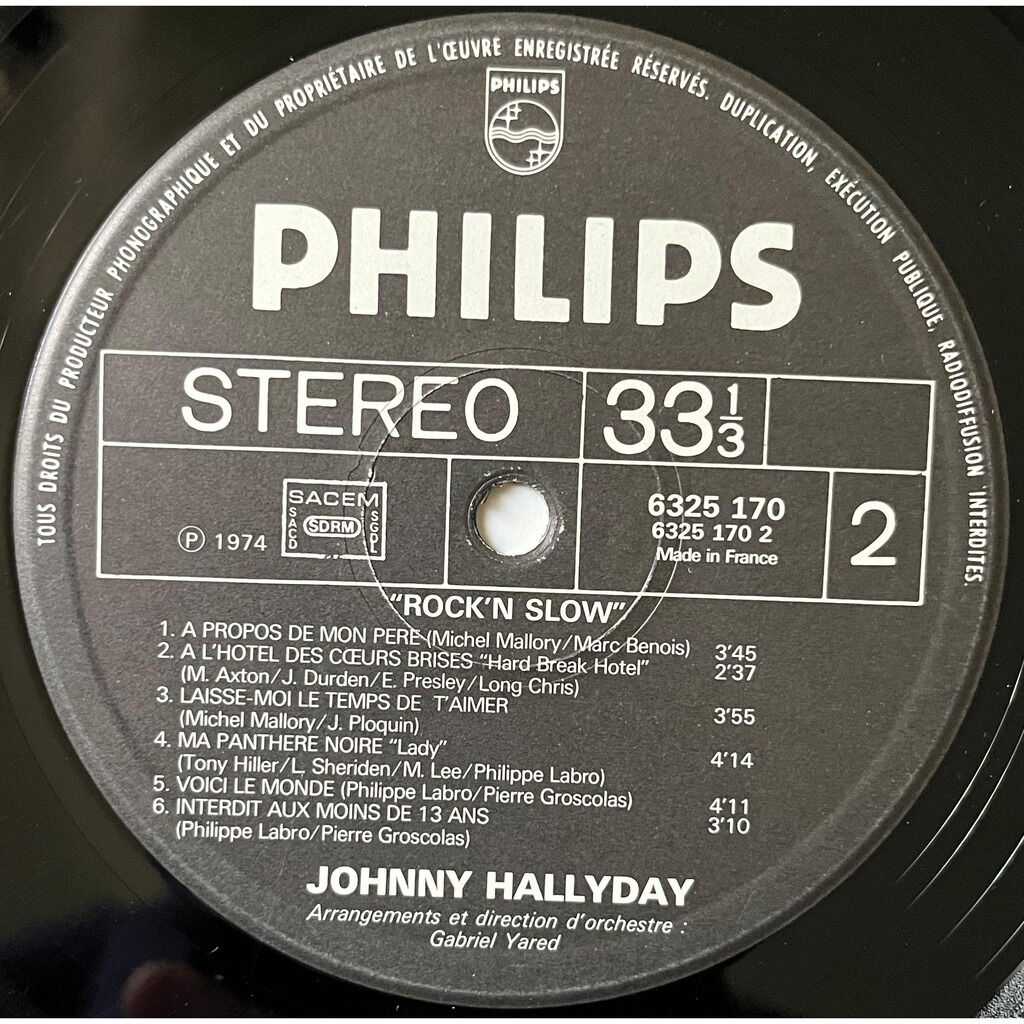 TOUS DROITS DU PRODUCTEUR PHONOGRAPHIQUE ET DU PROPRIÉTAIRE DE L'ŒUVRE ENREGISTRÉE RÉSERVÉS. DUPLICATION, EXÉCUTION PUBLIQUE, RADIODIFFUSION INTERDITES
PHILIPS
PHILIPS
STEREO 33 1/3
SACEM
SACD SDRM SGDL
℗ 1974
6325 170
6325 170 2
Made in France
2
"ROCK'N SLOW"
1. A PROPOS DE MON PERE (Michel Mallory/Marc Benois) 3'45
2. A L'HOTEL DES CŒURS BRISES "Hard Break Hotel" 2'37
(M. Axton/J. Durden/E. Presley/Long Chris)
3. LAISSE-MOI LE TEMPS DE T'AIMER 3'55
(Michel Mallory/J. Ploquin)
4. MA PANTHERE NOIRE "Lady" 4'14
(Tony Hiller/L. Sheriden/M. Lee/Philippe Labro)
5. VOICI LE MONDE (Philippe Labro/Pierre Groscolas) 4'11
6. INTERDIT AUX MOINS DE 13 ANS 3'10
(Philippe Labro/Pierre Groscolas)
JOHNNY HALLYDAY
Arrangements et direction d'orchestre :
Gabriel Yared